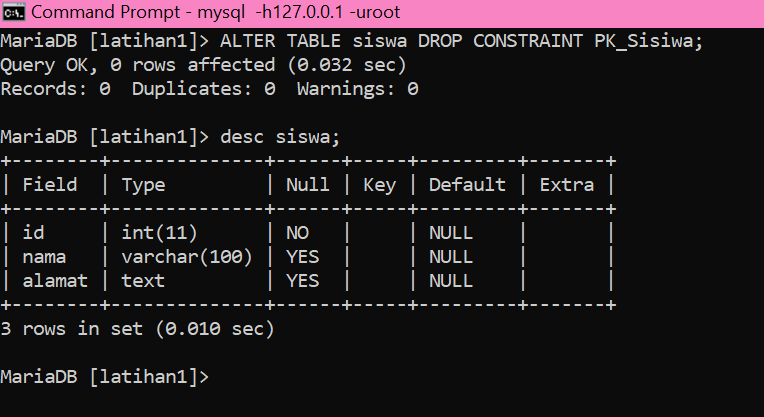 Command Prompt - mysql  -h127.0.0.1 -uroot
MariaDB [latihan1]> ALTER TABLE siswa DROP CONSTRAINT PK_Sisiwa;
Query OK, 0 rows affected (0.032 sec)
Records: 0  Duplicates: 0  Warnings: 0
MariaDB [latihan1]> desc siswa;
+--------+--------------+------+-----+---------+-------+
| Field  | Type         | Null | Key | Default | Extra |
+--------+--------------+------+-----+---------+-------+
| id     | int(11)      | NO   |     | NULL    |       |
| nama   | varchar(100) | YES  |     | NULL    |       |
| alamat | text         | YES  |     | NULL    |       |
+--------+--------------+------+-----+---------+-------+
3 rows in set (0.010 sec)
MariaDB [latihan1]>